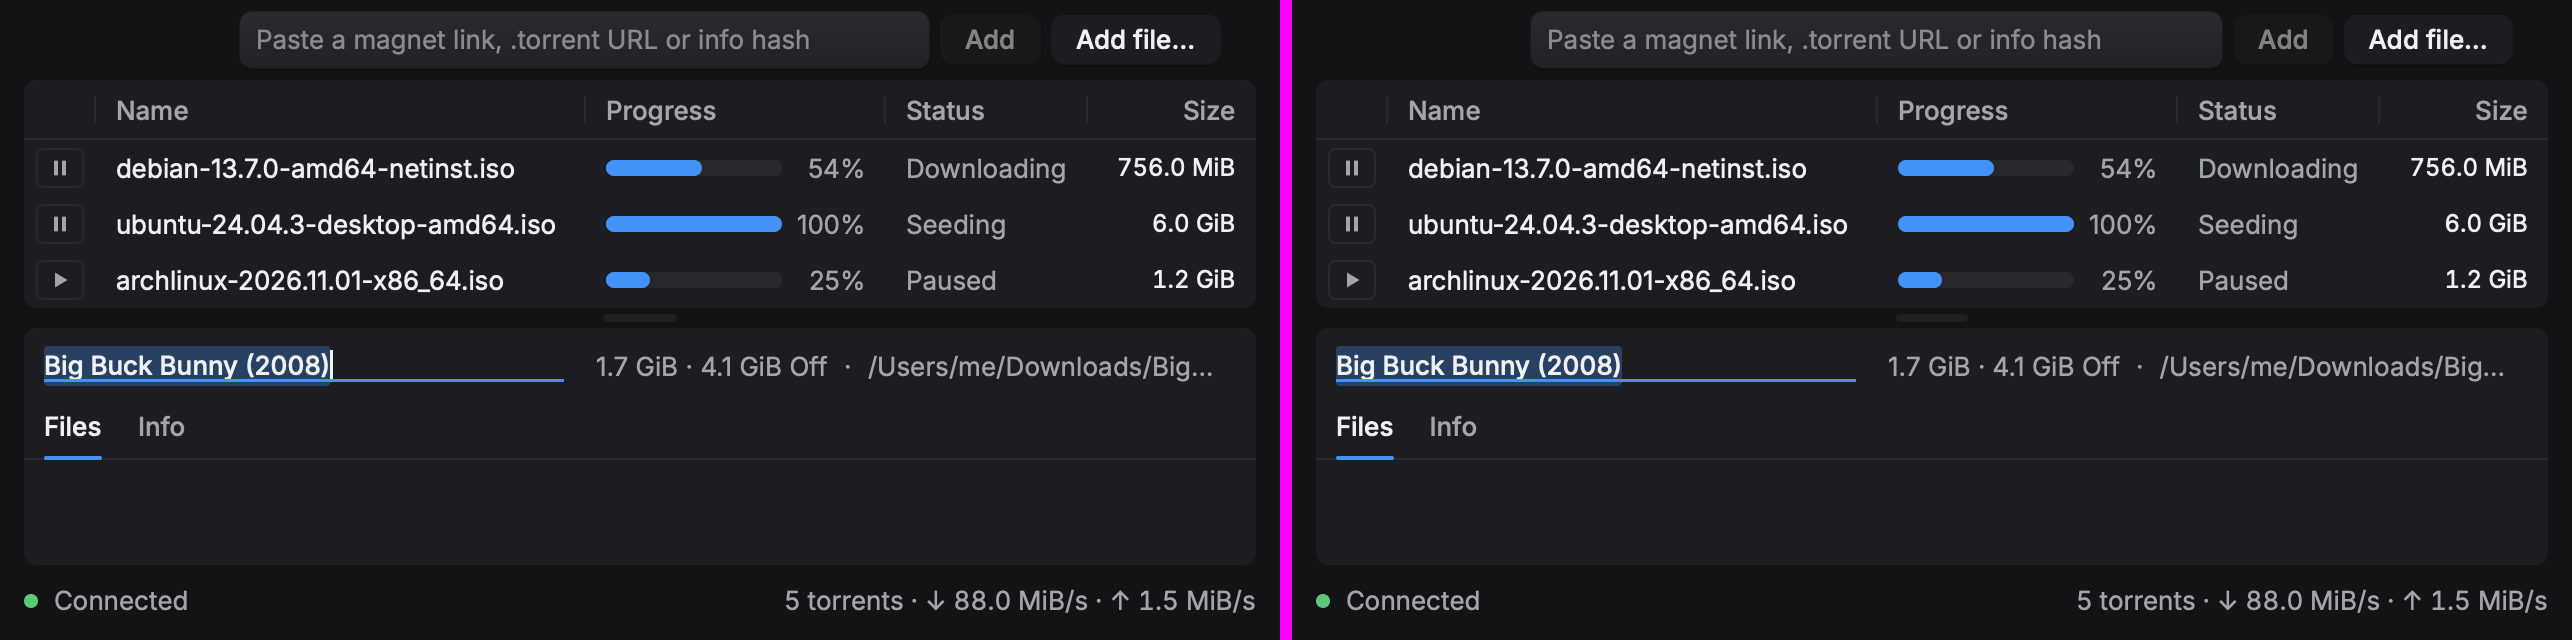 Paste a magnet link, .torrent URL or info hash Add Add file...
Name Progress Status Size
debian-13.7.0-amd64-netinst.iso 54% Downloading 756.0 MiB
ubuntu-24.04.3-desktop-amd64.iso 100% Seeding 6.0 GiB
archlinux-2026.11.01-x86_64.iso 25% Paused 1.2 GiB
Big Buck Bunny (2008) 1.7 GiB · 4.1 GiB Off · /Users/me/Downloads/Big...
Files Info
Connected 5 torrents · ↓ 88.0 MiB/s · ↑ 1.5 MiB/s
Paste a magnet link, .torrent URL or info hash Add Add file...
Name Progress Status Size
debian-13.7.0-amd64-netinst.iso 54% Downloading 756.0 MiB
ubuntu-24.04.3-desktop-amd64.iso 100% Seeding 6.0 GiB
archlinux-2026.11.01-x86_64.iso 25% Paused 1.2 GiB
Big Buck Bunny (2008) 1.7 GiB · 4.1 GiB Off · /Users/me/Downloads/Big...
Files Info
Connected 5 torrents · ↓ 88.0 MiB/s · ↑ 1.5 MiB/s